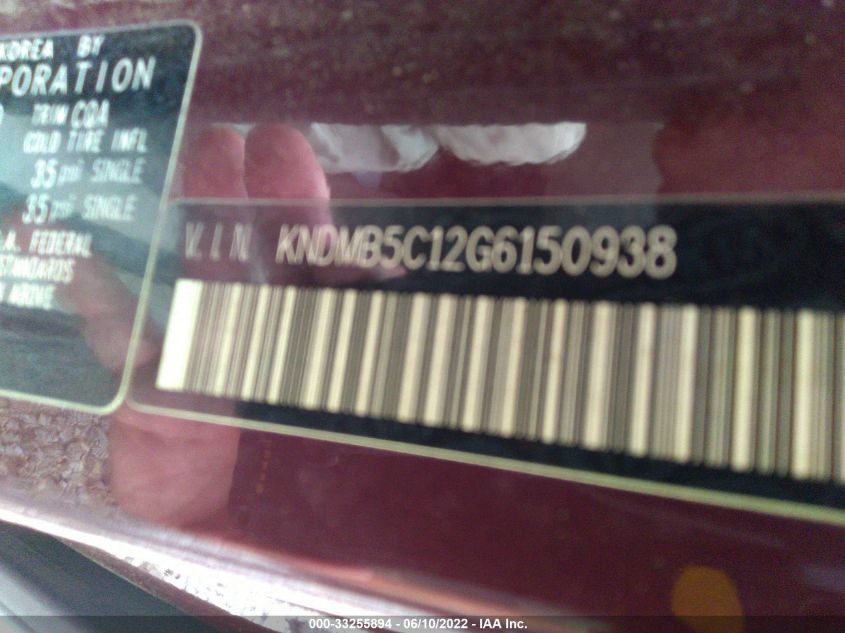 KOREA BY
PORATION
TRIM CQA
COLD TIRE INFL
35 psi SINGLE
35 psi SINGLE
A. FEDERAL
STANDARDS
ABOVE
V.I.N. KNDMB5C12G6150938
000-33255894 - 06/10/2022 - IAA Inc.